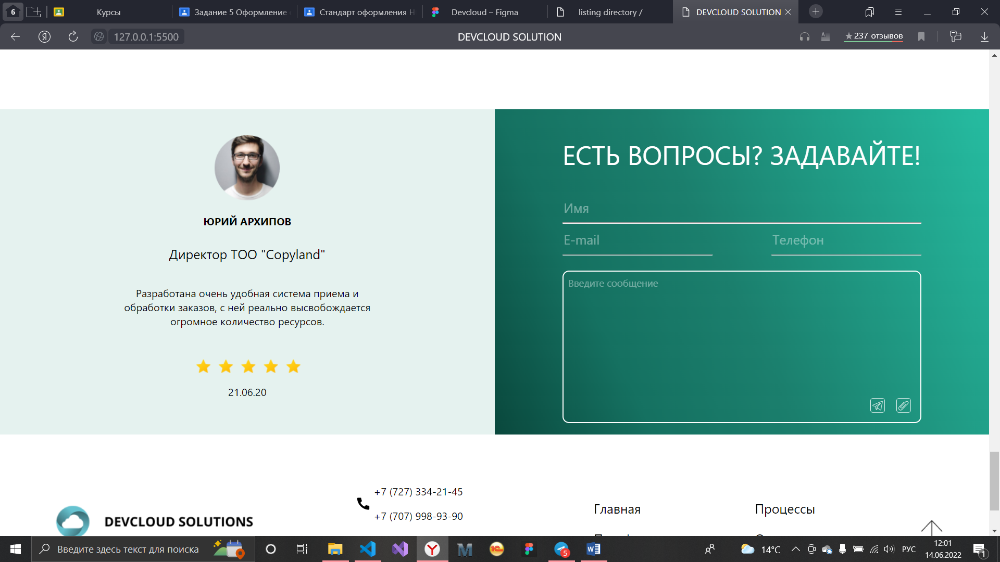 6
Курсы
Задание 5 Оформление
Стандарт оформления
Devcloud – Figma
listing directory /
DEVCLOUD SOLUTION
Я
127.0.0.1:5500
DEVCLOUD SOLUTION
237 отзывов
ЮРИЙ АРХИПОВ
Директор ТОО "Copyland"
Разработана очень удобная система приема и
обработки заказов, с ней реально высвобождается
огромное количество ресурсов.
21.06.20
ЕСТЬ ВОПРОСЫ? ЗАДАВАЙТЕ!
Имя
E-mail
Телефон
Введите сообщение
DEVCLOUD SOLUTIONS
+7 (727) 334-21-45
+7 (707) 998-93-90
Главная
Процессы
Введите здесь текст для поиска
5
14°C
РУС
12:01
14.06.2022
1